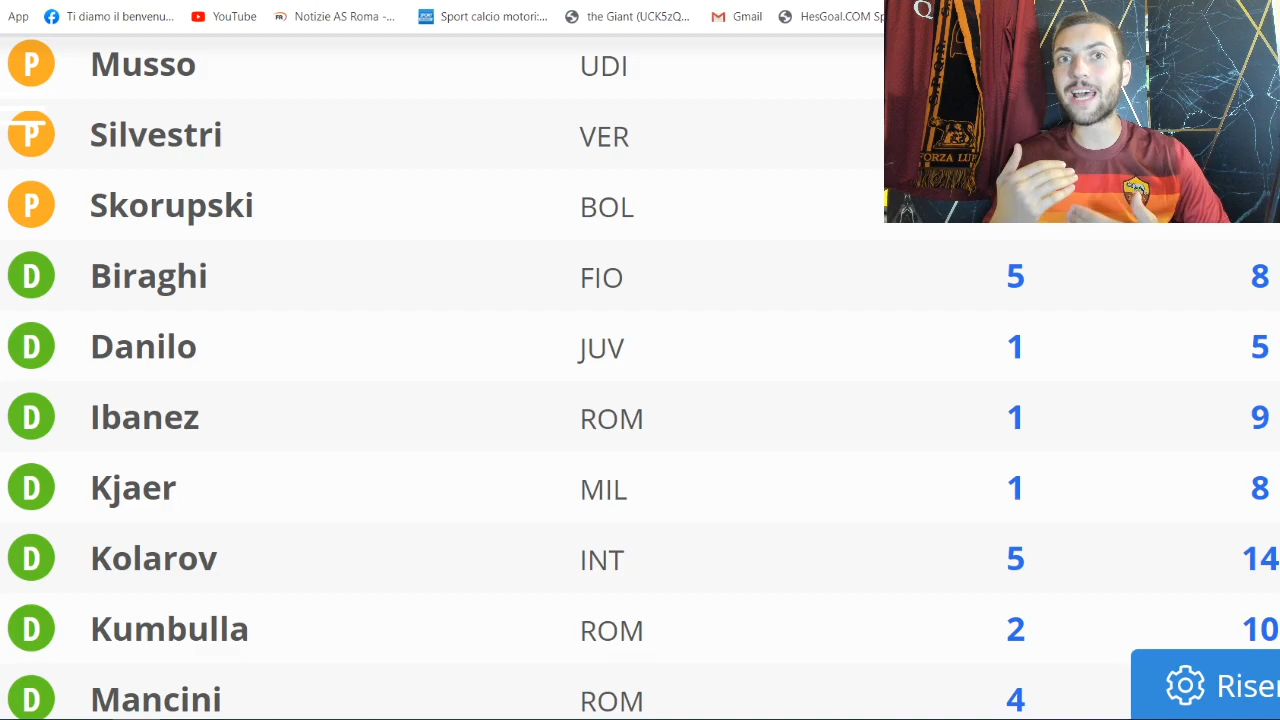 App Ti diamo il benvenu... YouTube Notizie AS Roma -... Sport calcio motori:... the Giant (UCK5zQ... Gmail HesGoal.COM Sp
Q
FORZA LUP
P Musso UDI
P Silvestri VER
P Skorupski BOL
D Biraghi FIO 5 8
D Danilo JUV 1 5
D Ibanez ROM 1 9
D Kjaer MIL 1 8
D Kolarov INT 5 14
D Kumbulla ROM 2 10
D Mancini ROM 4
Riser